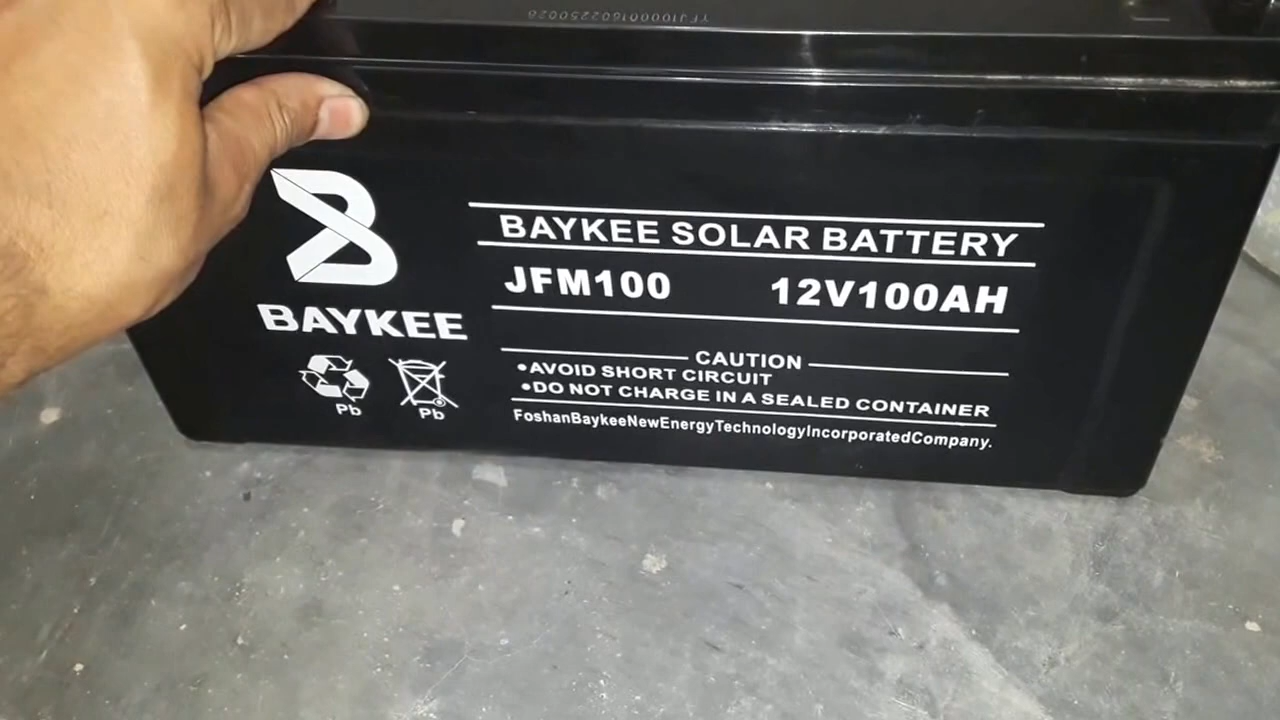 BAYKEE SOLAR BATTERY
JFM100 12V100AH
BAYKEE
CAUTION
•AVOID SHORT CIRCUIT
•DO NOT CHARGE IN A SEALED CONTAINER
FoshanBaykeeNewEnergyTechnologyIncorporatedCompany.
Pb
Pb